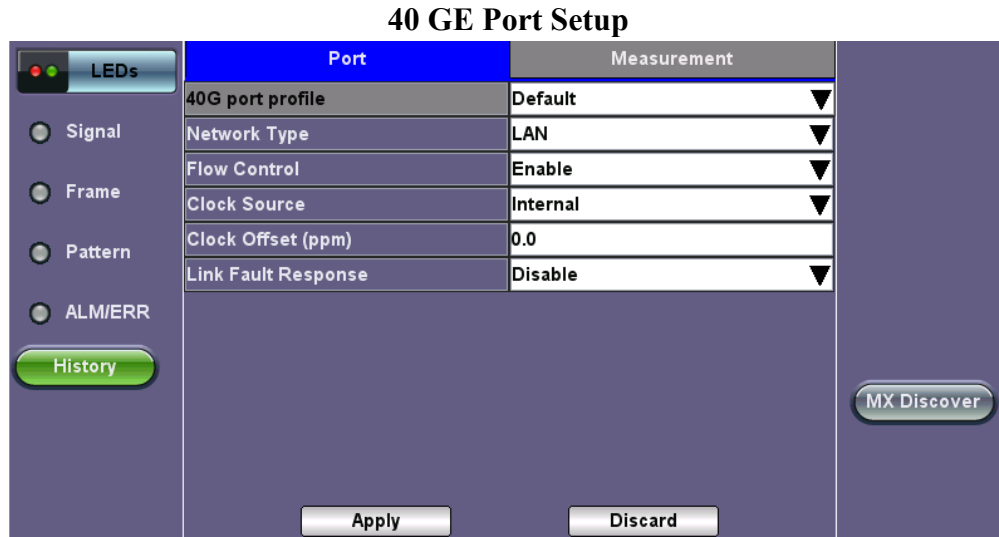 40 GE Port Setup
LEDs
Port
Measurement
40G port profile
Default
Signal
Network Type
LAN
Flow Control
Enable
Frame
Clock Source
Internal
Clock Offset (ppm)
0.0
Pattern
Link Fault Response
Disable
ALM/ERR
History
MX Discover
Apply
Discard